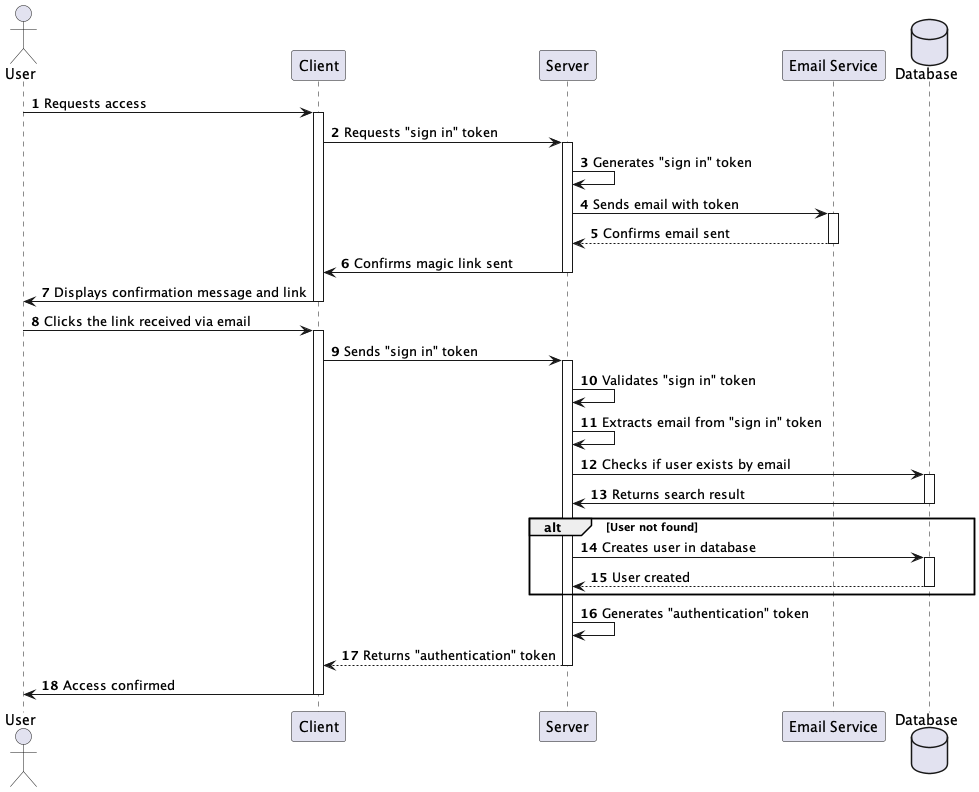 User
Client
Server
Email Service
Database
1 Requests access
2 Requests "sign in" token
3 Generates "sign in" token
4 Sends email with token
5 Confirms email sent
6 Confirms magic link sent
7 Displays confirmation message and link
8 Clicks the link received via email
9 Sends "sign in" token
10 Validates "sign in" token
11 Extracts email from "sign in" token
12 Checks if user exists by email
13 Returns search result
alt [User not found]
14 Creates user in database
15 User created
16 Generates "authentication" token
17 Returns "authentication" token
18 Access confirmed
User
Client
Server
Email Service
Database